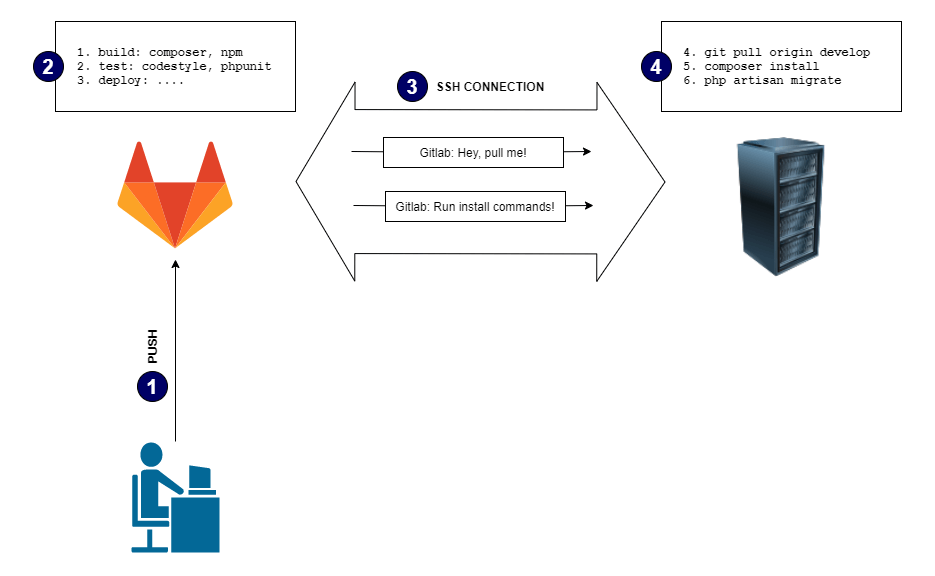 2
1. build: composer, npm
2. test: codestyle, phpunit
3. deploy: ....
3
SSH CONNECTION
Gitlab: Hey, pull me!
Gitlab: Run install commands!
4
4. git pull origin develop
5. composer install
6. php artisan migrate
PUSH
1